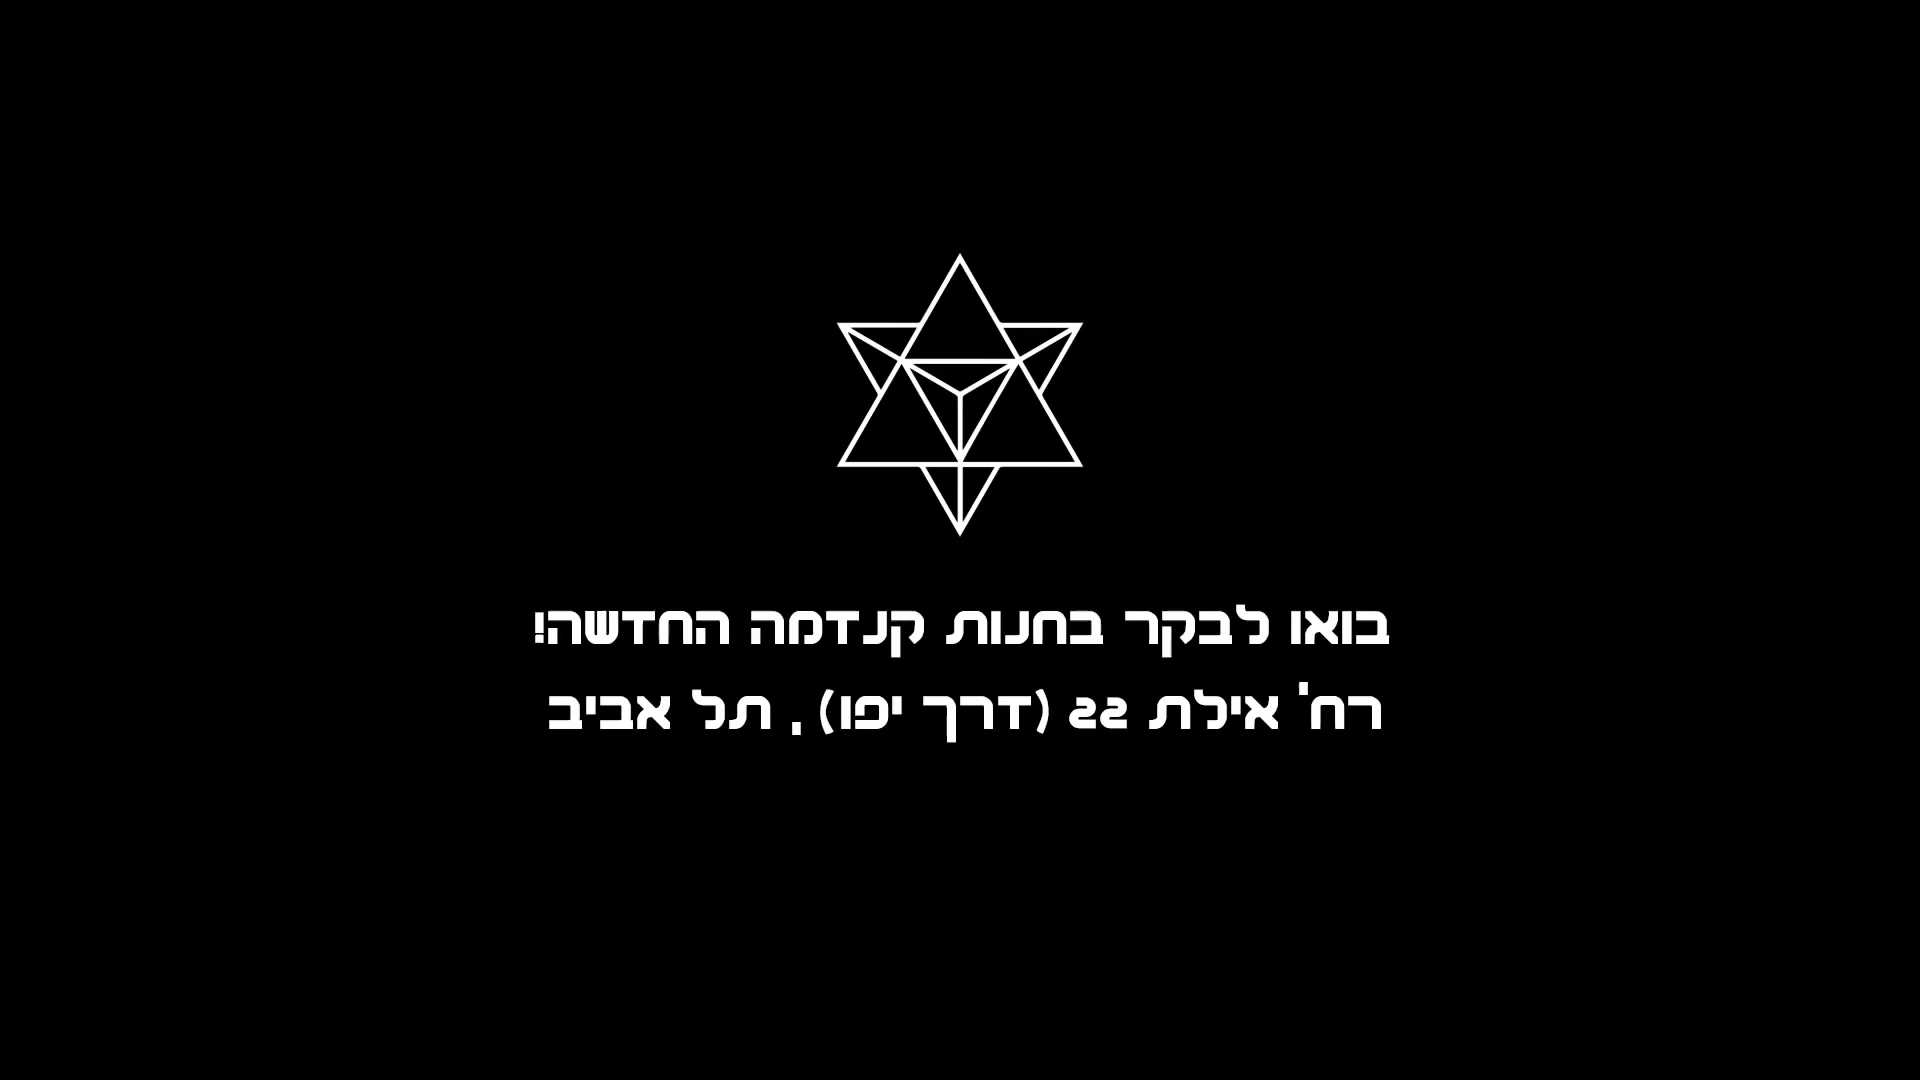 בואו לבקר בחנות קנדמה החדשה!
רח' אילת 22 (דרך יפו), תל אביב